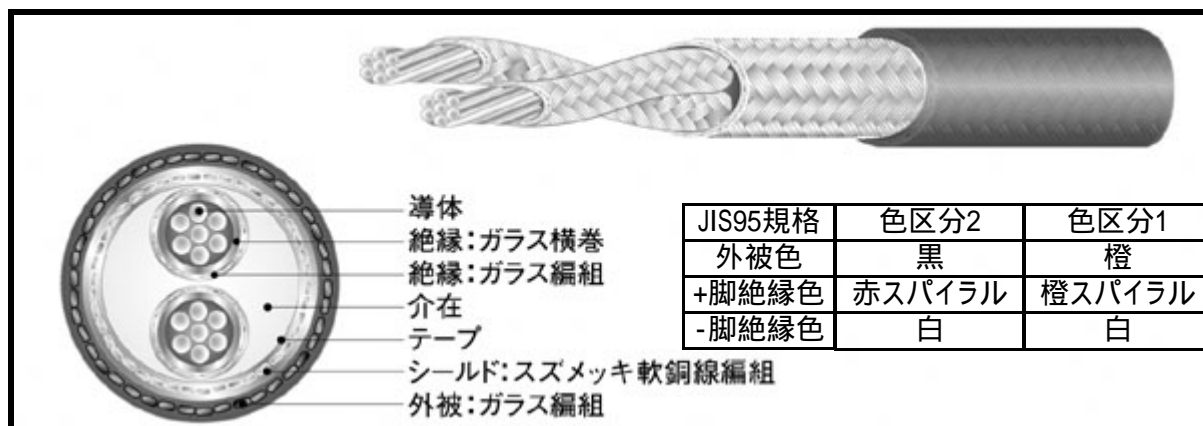 導体
絶縁:ガラス横巻
絶縁:ガラス編組
介在
テープ
シールド:スズメッキ軟銅線編組
外被:ガラス編組
JIS95規格 色区分2 色区分1
外被色 黒 橙
+脚絶縁色 赤スパイラル 橙スパイラル
-脚絶縁色 白 白